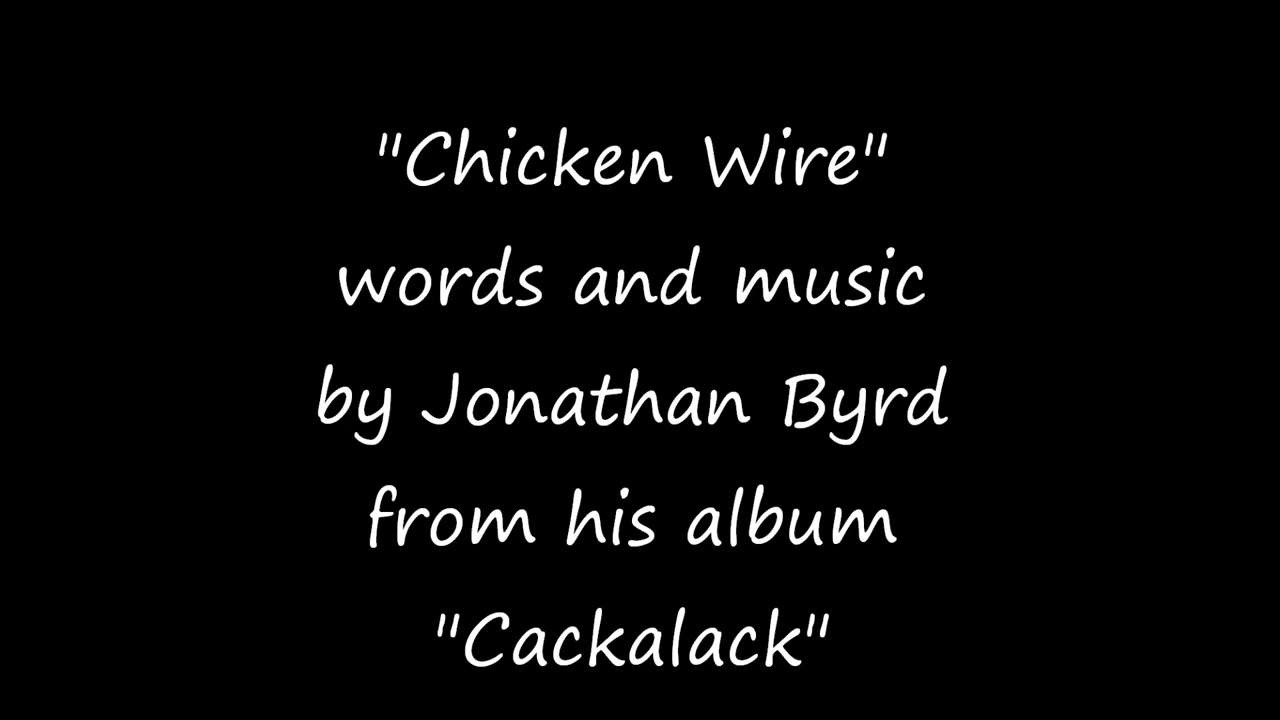 "Chicken Wire"
words and music
by Jonathan Byrd
from his album
"Cackalack"